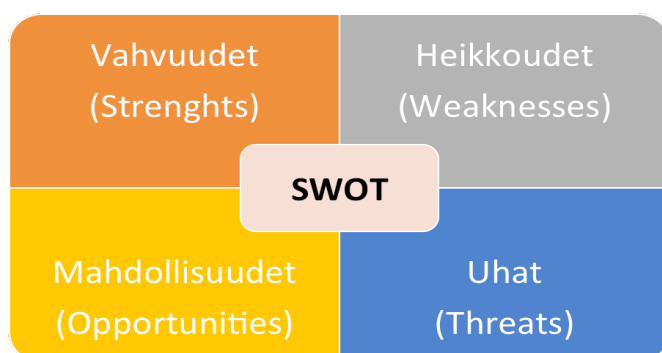 Vahvuudet
(Strenghts)
Heikkoudet
(Weaknesses)
SWOT
Mahdollisuudet
(Opportunities)
Uhat
(Threats)